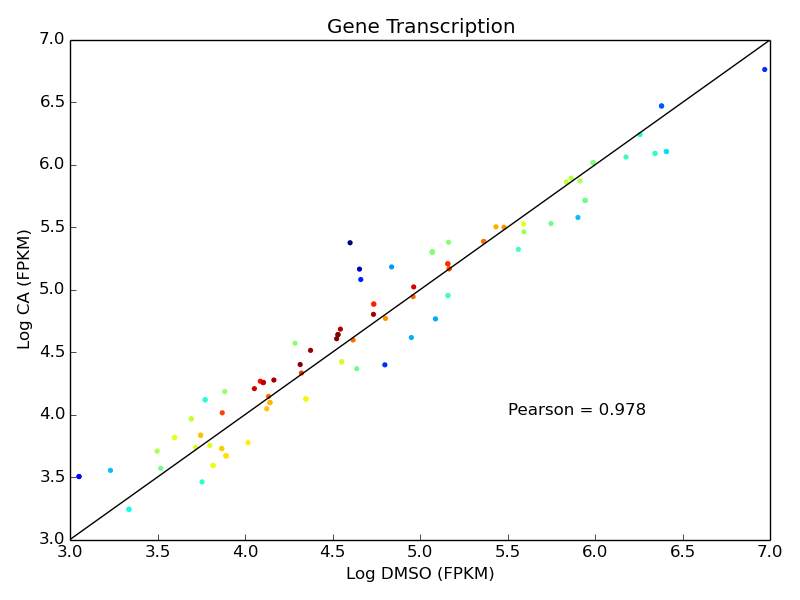 Gene Transcription
7.0
6.5
6.0
5.5
5.0
4.5
4.0
3.5
3.0
Log CA (FPKM)
Pearson = 0.978
3.0 3.5 4.0 4.5 5.0 5.5 6.0 6.5 7.0
Log DMSO (FPKM)